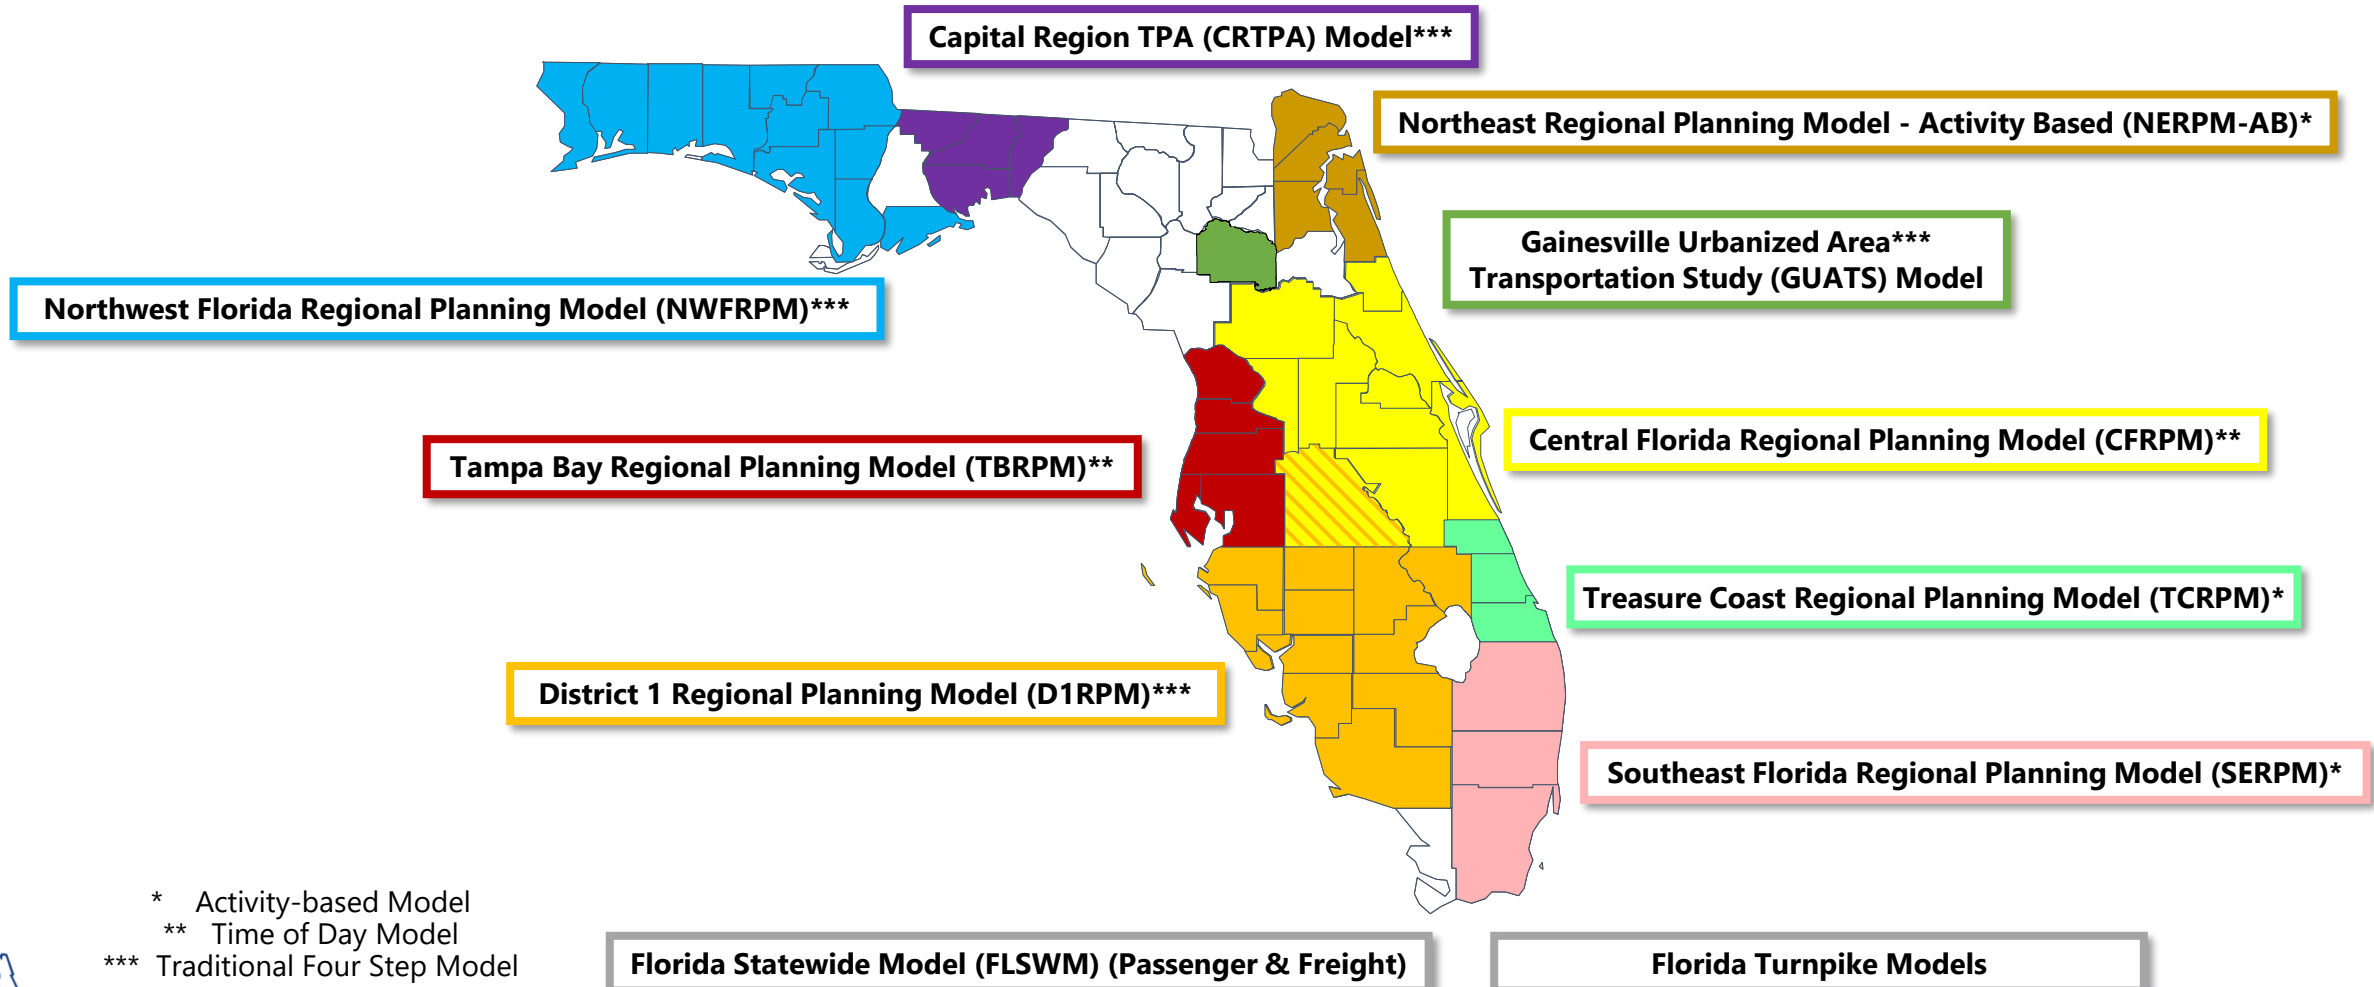 Capital Region TPA (CRTPA) Model***
Northeast Regional Planning Model - Activity Based (NERPM-AB)*
Gainesville Urbanized Area***
Transportation Study (GUATS) Model
Northwest Florida Regional Planning Model (NWFRPM)***
Tampa Bay Regional Planning Model (TBRPM)**
Central Florida Regional Planning Model (CFRPM)**
Treasure Coast Regional Planning Model (TCRPM)*
District 1 Regional Planning Model (D1RPM)***
Southeast Florida Regional Planning Model (SERPM)*
* Activity-based Model
** Time of Day Model
*** Traditional Four Step Model
Florida Statewide Model (FLSWM) (Passenger & Freight)
Florida Turnpike Models